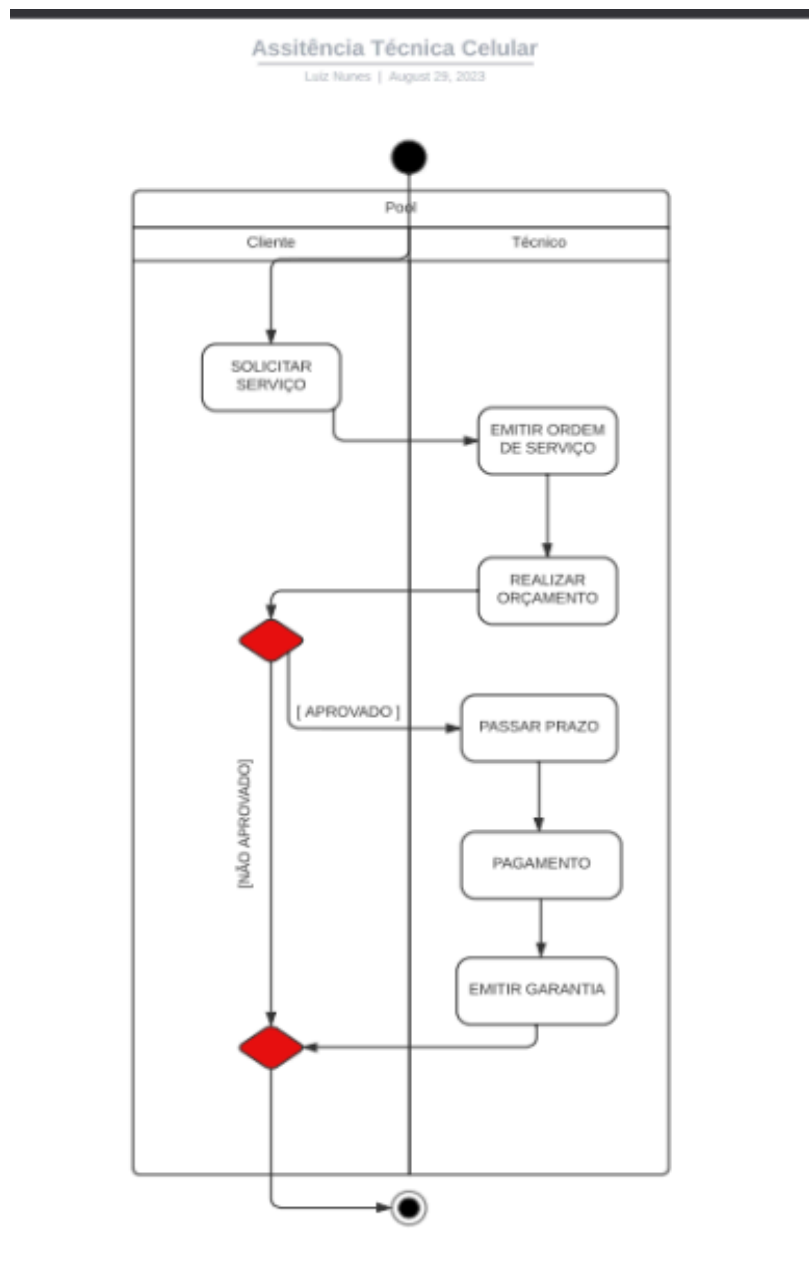 Assitência Técnica Celular
Luiz Nunes | August 29, 2023
Pool
Cliente
Técnico
SOLICITAR
SERVIÇO
EMITIR ORDEM
DE SERVIÇO
REALIZAR
ORÇAMENTO
[ APROVADO ]
PASSAR PRAZO
[NÃO APROVADO]
PAGAMENTO
EMITIR GARANTIA